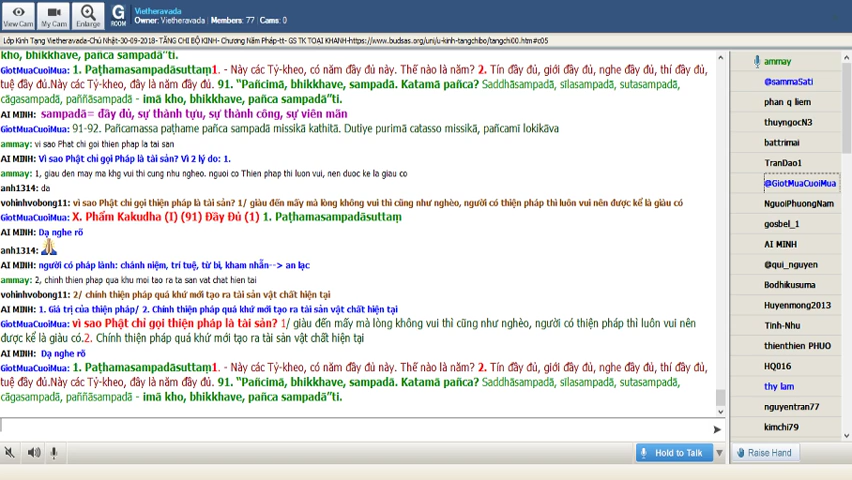 Vietheravada
Owner: Vietheravada | Members: 77 | Cams: 0
View Cam
My Cam
Enlarge
G
ROOM
Lớp Kinh Tạng Vietheravada-Chủ Nhật-30-09-2018- TĂNG CHI BỘ KINH- Chương Năm Pháp-tt- GS TK TOẠI KHANH-https://www.budsas.org/uni/u-kinh-tangchibo/tangchi00.htm#c05
kho, bhikkhave, pañca sampadā"ti.
GiotMuaCuoiMua: 1. Paṭhamasampadāsuttaṃ1. - Này các Tỷ-kheo, có năm đầy đủ này. Thế nào là năm? 2. Tín đầy đủ, giới đầy đủ, nghe đầy đủ, thí đầy đủ,
tuệ đầy đủ.Này các Tỷ-kheo, đây là năm đầy đủ. 91. "Pañcimā, bhikkhave, sampadā. Katamā pañca? Saddhāsampadā, sīlasampadā, sutasampadā,
cāgasampadā, paññāsampadā - imā kho, bhikkhave, pañca sampadā"ti.
AI MINH: sampadā= đầy đủ, sự thành tựu, sự thành công, sự viên mãn
GiotMuaCuoiMua: 91-92. Pañcamassa paṭhame pañca sampadā missikā kathitā. Dutiye purimā catasso missikā, pañcamī lokikāva
ammay: vi sao Phat chi goi thien phap la tai san
AI MINH: Vì sao Phật chỉ gọi Pháp là tài sản? Vì 2 lý do: 1.
ammay: 1, giau den may ma khg vui thi cung nhu ngheo. nguoi co Thien phap thi luon vui, nen duoc ke la giau co
anh1314: da
vohinhvobong11: vì sao Phật chỉ gọi thiện pháp là tài sản? 1/ giàu đến mấy mà lòng không vui thì cũng như nghèo, người có thiện pháp thì luôn vui nên được kể là giàu có
GiotMuaCuoiMua: X. Phẩm Kakudha (I) (91) Đầy Đủ (1) 1. Paṭhamasampadāsuttaṃ
AI MINH: Dạ nghe rõ
anh1314:
AI MINH: người có pháp lành: chánh niệm, trí tuệ, từ bi, kham nhẫn--> an lạc
ammay: 2, chinh thien phap qua khu moi tao ra ta san vat chat hien tai
vohinhvobong11: 2/ chính thiện pháp quá khứ mới tạo ra tài sản vật chất hiện tại
AI MINH: 1. Giá trị của thiện pháp/ 2. Chính thiện pháp quá khứ mới tạo ra tài sản vật chất hiện tại
GiotMuaCuoiMua: vì sao Phật chỉ gọi thiện pháp là tài sản? 1/ giàu đến mấy mà lòng không vui thì cũng như nghèo, người có thiện pháp thì luôn vui nên
được kể là giàu có.2. Chính thiện pháp quá khứ mới tạo ra tài sản vật chất hiện tại
AI MINH: Dạ nghe rõ
GiotMuaCuoiMua: 1. Paṭhamasampadāsuttaṃ1. - Này các Tỷ-kheo, có năm đầy đủ này. Thế nào là năm? 2. Tín đầy đủ, giới đầy đủ, nghe đầy đủ, thí đầy đủ,
tuệ đầy đủ.Này các Tỷ-kheo, đây là năm đầy đủ. 91. "Pañcimā, bhikkhave, sampadā. Katamā pañca? Saddhāsampadā, sīlasampadā, sutasampadā,
cāgasampadā, paññāsampadā - imā kho, bhikkhave, pañca sampadā"ti.
ammay
@sammaSati
phan q liem
thuyngocN3
battrimai
TranDao1
@GiotMuaCuoiMua
NguoiPhuongNam
gosbel_1
AI MINH
@qui_nguyen
Bodhikusuma
Huyenmong2013
Tinh-Nhu
thienthien PHUO
HQ016
thy lam
nguyentran77
kimchi79
Hold to Talk
Raise Hand